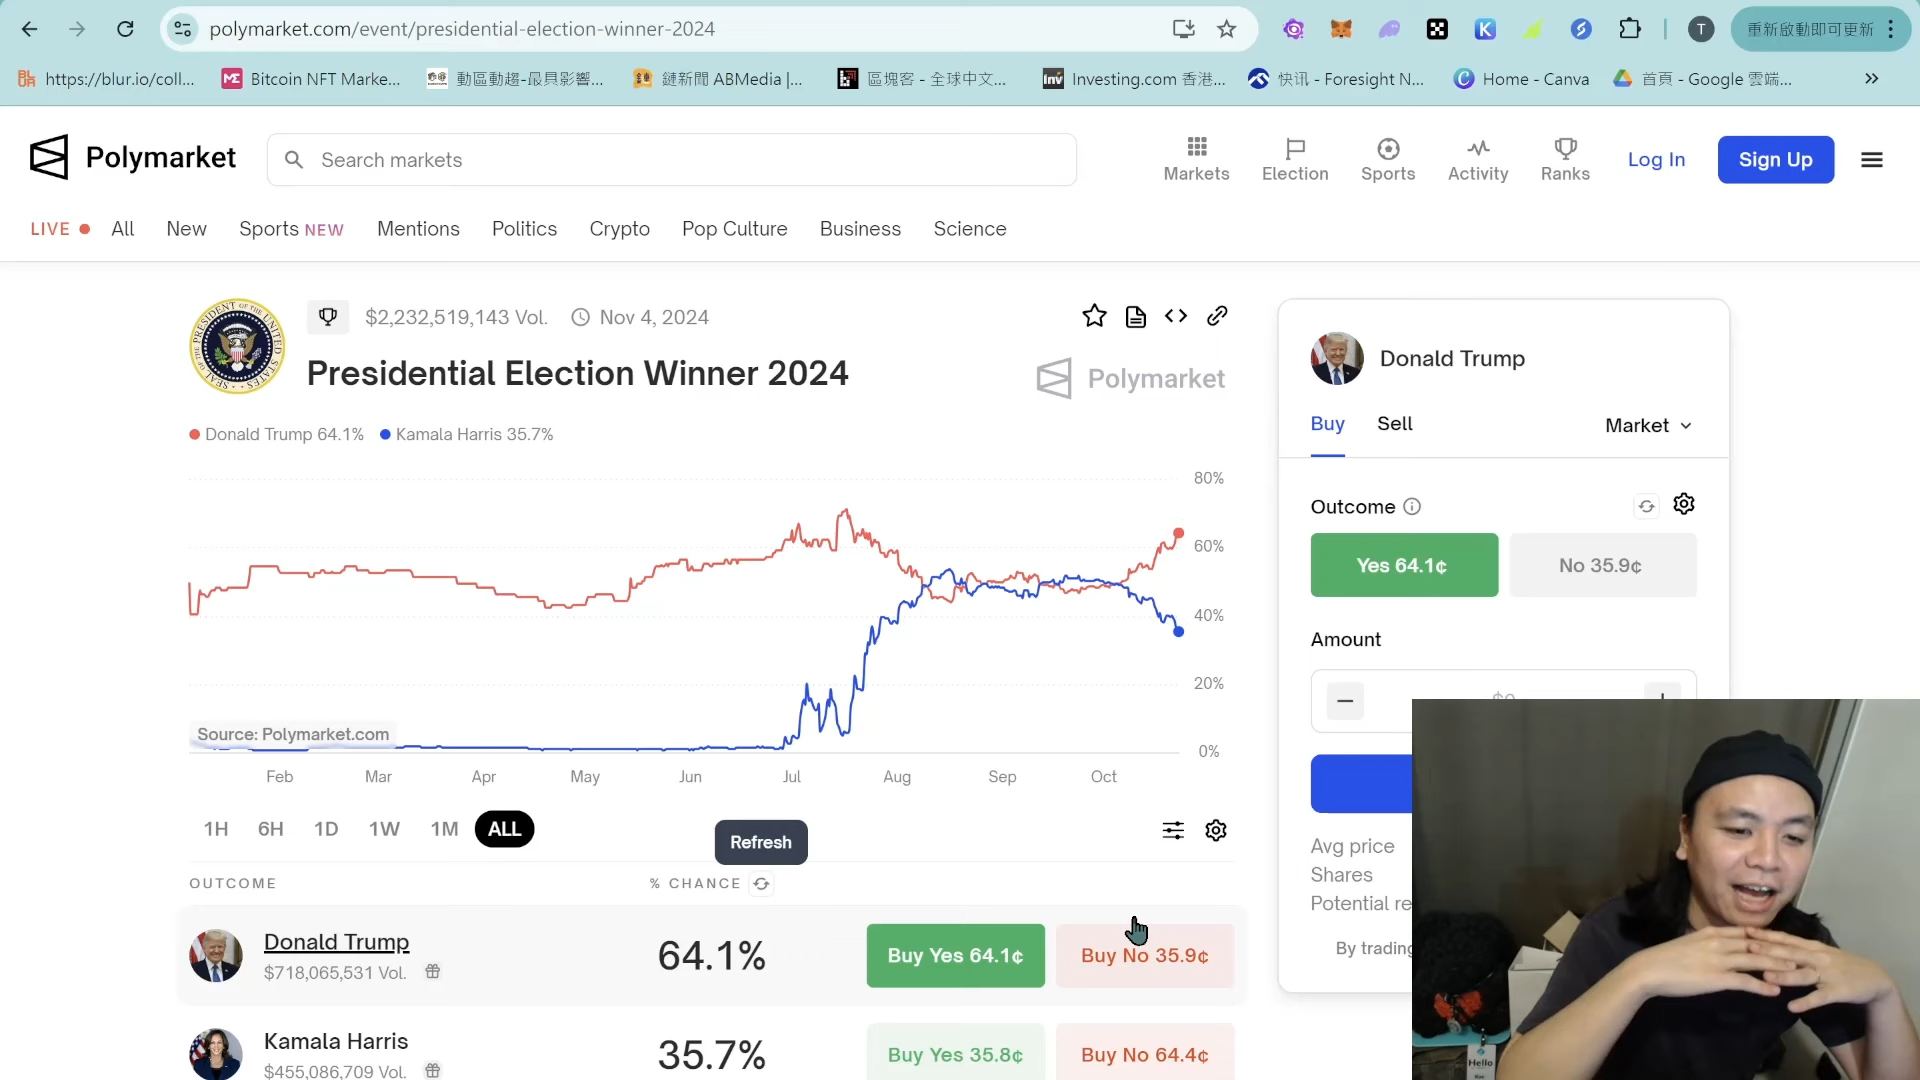 polymarket.com/event/presidential-election-winner-2024
T
重新啟動即可更新
https://blur.io/coll...
Bitcoin NFT Marke...
動區動趨-最具影響...
鏈新聞 ABMedia |...
區塊客 - 全球中文...
Investing.com 香港...
快讯 - Foresight N...
Home - Canva
首頁 - Google 雲端...
Polymarket
Search markets
Markets
Election
Sports
Activity
Ranks
Log In
Sign Up
LIVE
All
New
Sports NEW
Mentions
Politics
Crypto
Pop Culture
Business
Science
$2,232,519,143 Vol.
Nov 4, 2024
Presidential Election Winner 2024
Polymarket
Donald Trump 64.1%
Kamala Harris 35.7%
80%
60%
40%
20%
0%
Source: Polymarket.com
Feb
Mar
Apr
May
Jun
Jul
Aug
Sep
Oct
1H
6H
1D
1W
1M
ALL
Refresh
OUTCOME
% CHANCE
Donald Trump
$718,065,531 Vol.
64.1%
Buy Yes 64.1¢
Buy No 35.9¢
Kamala Harris
$455,086,709 Vol.
35.7%
Buy Yes 35.8¢
Buy No 64.4¢
Donald Trump
Buy
Sell
Market
Outcome
Yes 64.1¢
No 35.9¢
Amount
Avg price
Shares
Potential re
By trading
Hello